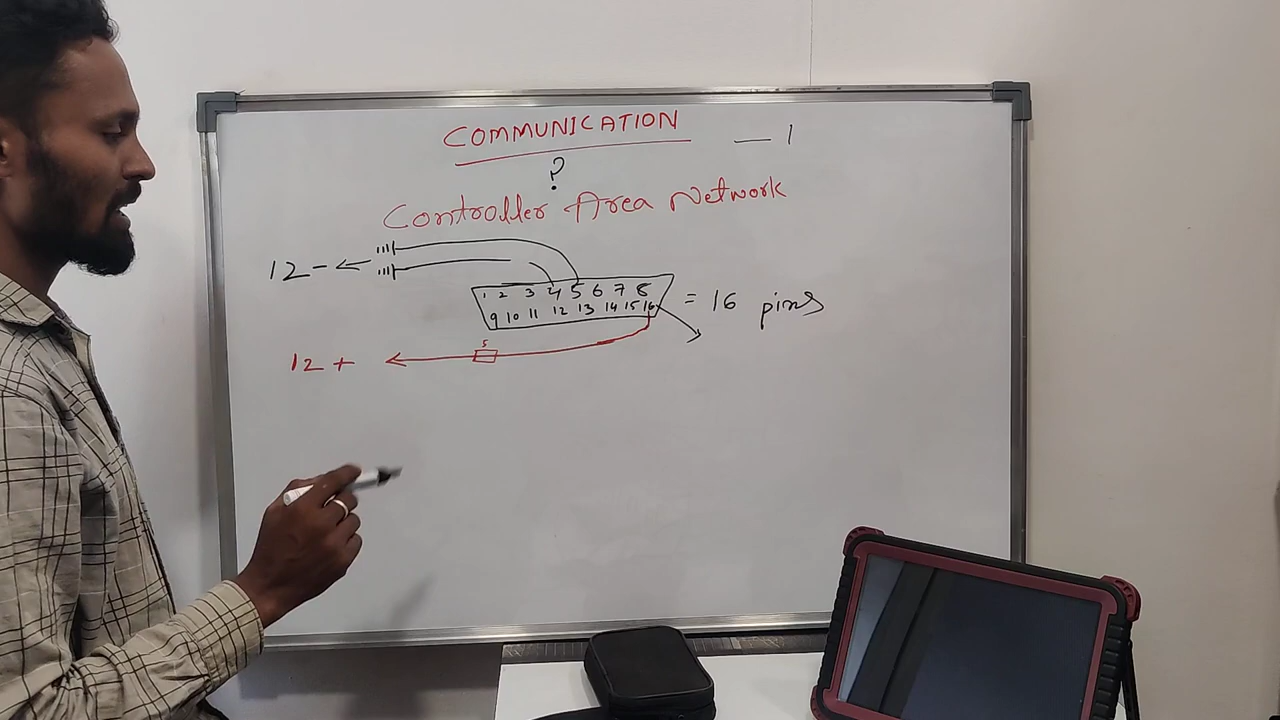 COMMUNICATION — 1
?
Controller Area Network
12 -
1 2 3 4 5 6 7 8
9 10 11 12 13 14 15 16
= 16 pins
12 +